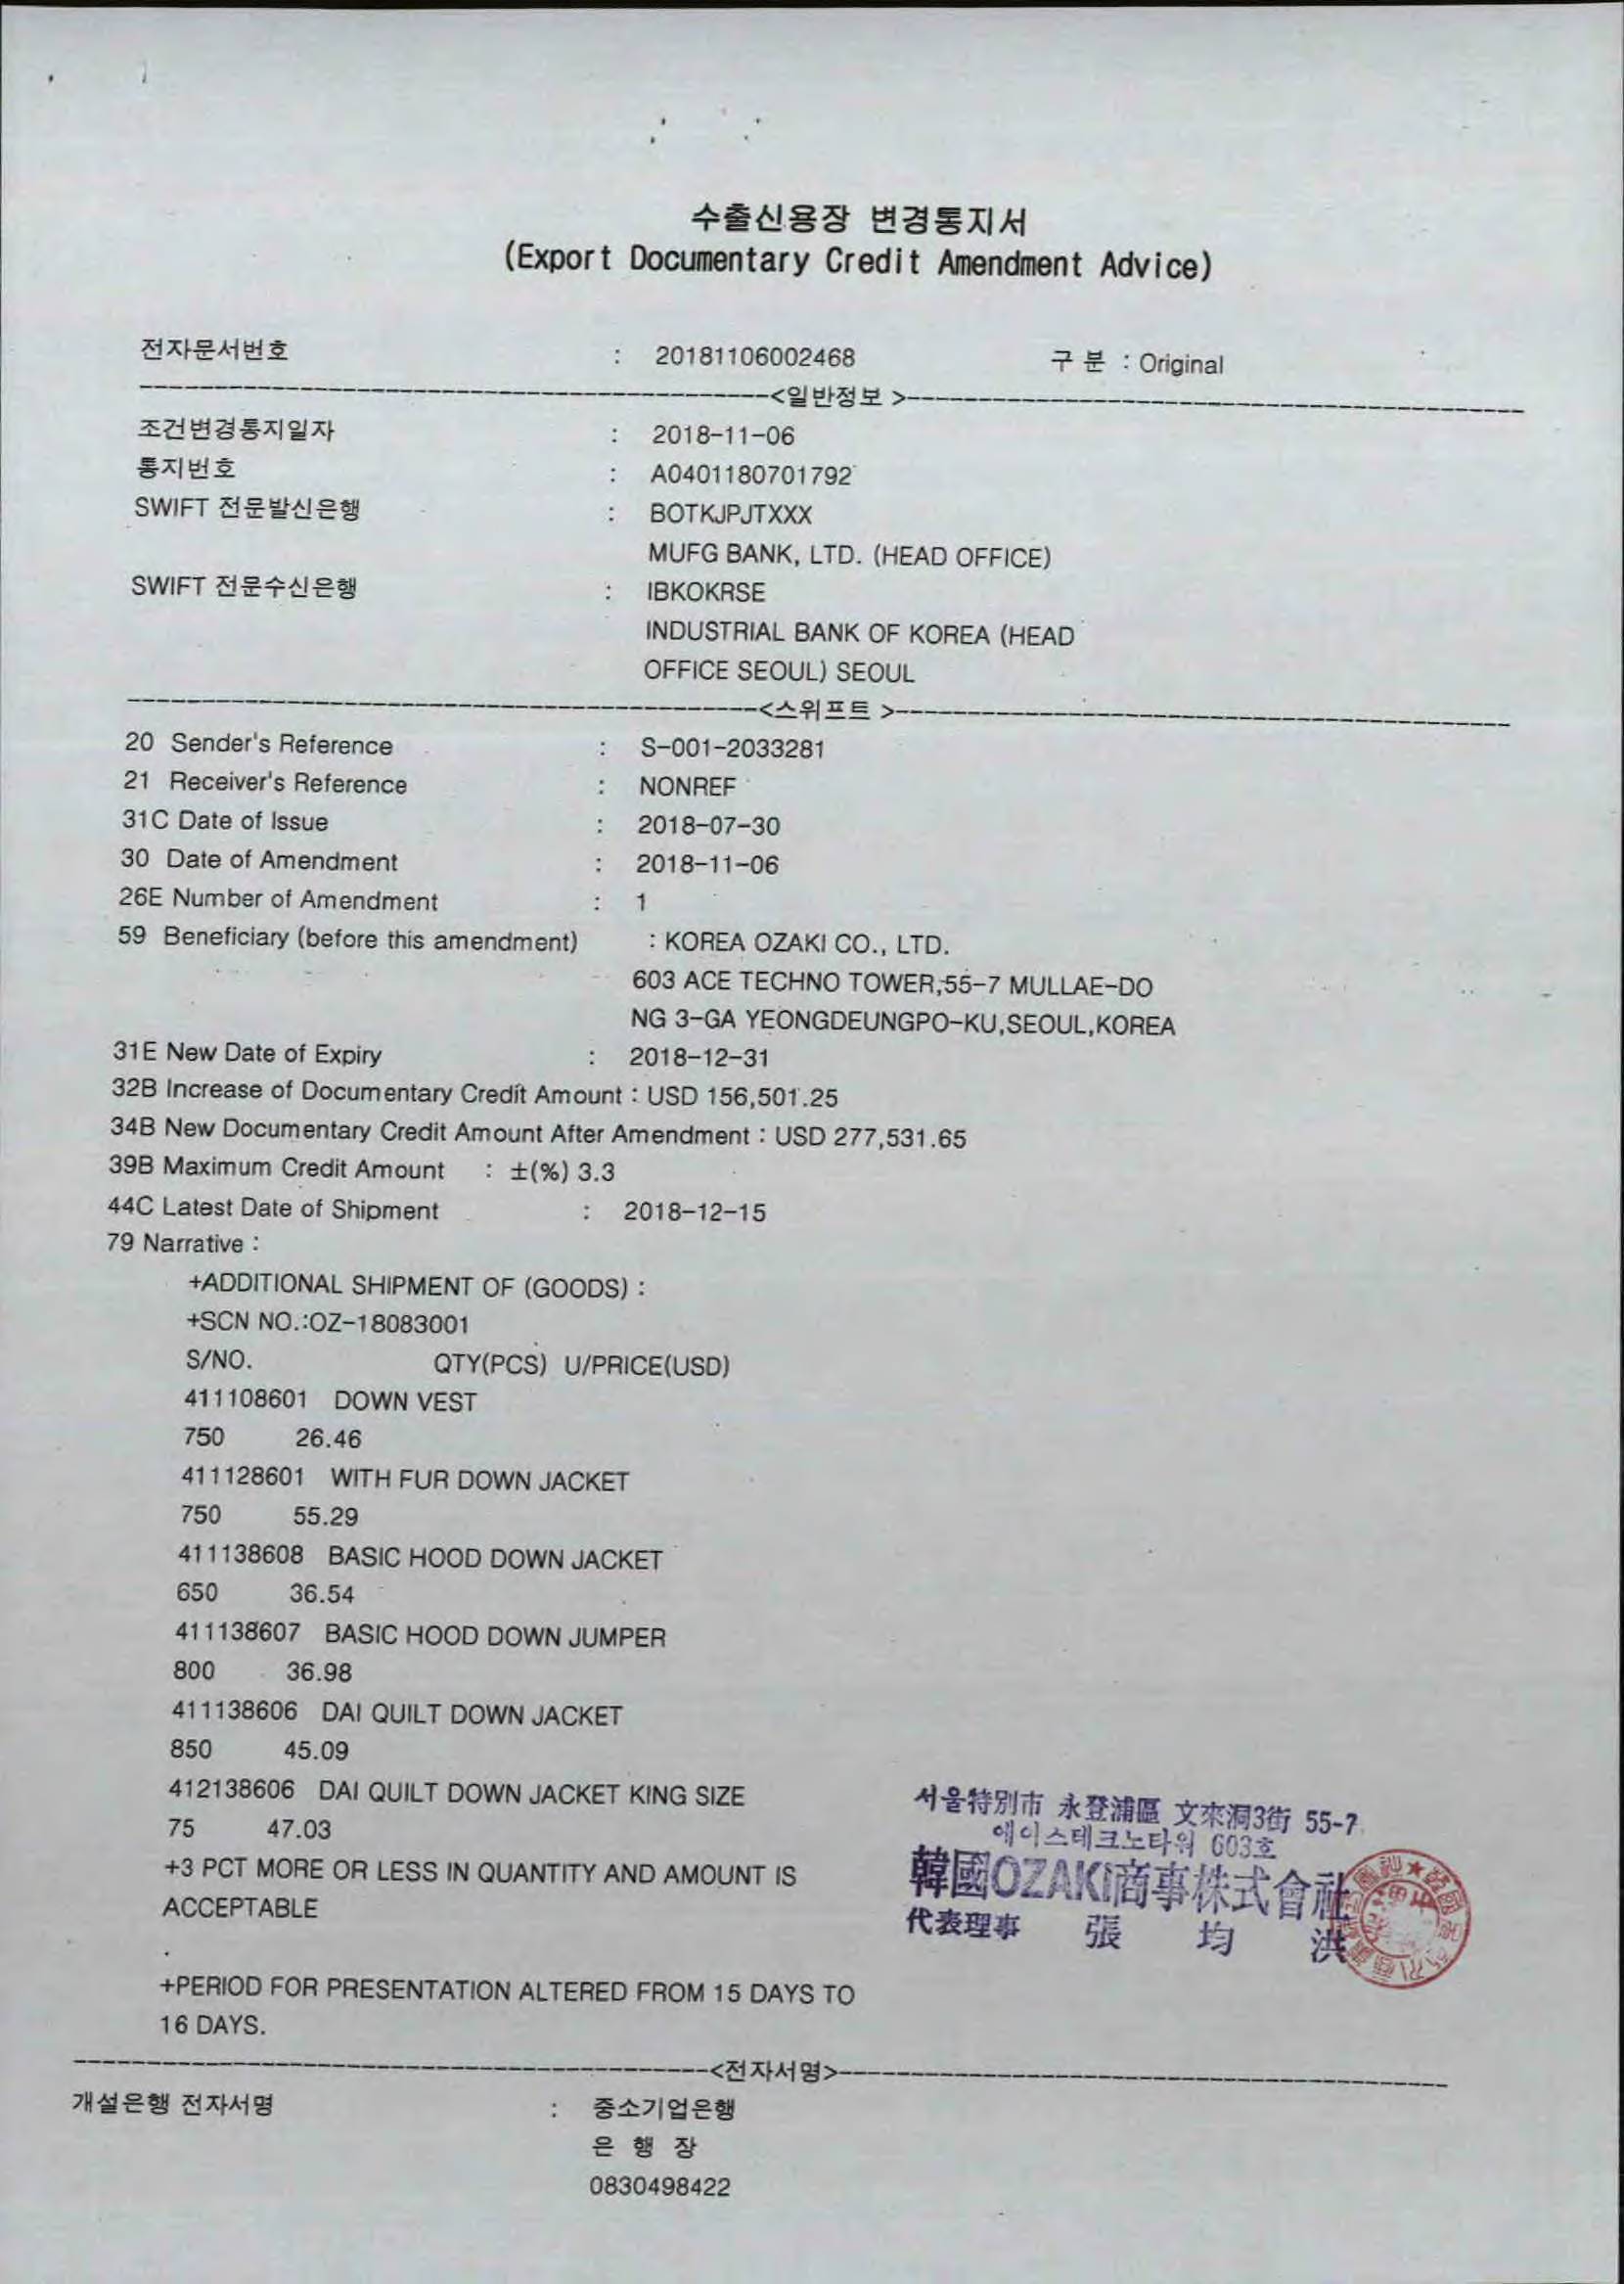 수출신용장 변경통지서
(Export Documentary Credit Amendment Advice)
전자문서번호 : 20181106002468 구 분 : Original
<일반정보 >
조건변경통지일자 : 2018-11-06
통지번호 : A0401180701792
SWIFT 전문발신은행 : BOTKJPJTXXX
MUFG BANK, LTD. (HEAD OFFICE)
SWIFT 전문수신은행 : IBKOKRSE
INDUSTRIAL BANK OF KOREA (HEAD
OFFICE SEOUL) SEOUL
<스위프트 >
20 Sender's Reference : S-001-2033281
21 Receiver's Reference : NONREF
31C Date of Issue : 2018-07-30
30 Date of Amendment : 2018-11-06
26E Number of Amendment : 1
59 Beneficiary (before this amendment) : KOREA OZAKI CO., LTD.
603 ACE TECHNO TOWER,55-7 MULLAE-DO
NG 3-GA YEONGDEUNGPO-KU,SEOUL,KOREA
31E New Date of Expiry : 2018-12-31
32B Increase of Documentary Credit Amount : USD 156,501.25
34B New Documentary Credit Amount After Amendment : USD 277,531.65
39B Maximum Credit Amount : ±(%) 3.3
44C Latest Date of Shipment : 2018-12-15
79 Narrative :
+ADDITIONAL SHIPMENT OF (GOODS) :
+SCN NO.:OZ-18083001
S/NO. QTY(PCS) U/PRICE(USD)
411108601 DOWN VEST
750 26.46
411128601 WITH FUR DOWN JACKET
750 55.29
411138608 BASIC HOOD DOWN JACKET
650 36.54
411138607 BASIC HOOD DOWN JUMPER
800 36.98
411138606 DAI QUILT DOWN JACKET
850 45.09
412138606 DAI QUILT DOWN JACKET KING SIZE
75 47.03
+3 PCT MORE OR LESS IN QUANTITY AND AMOUNT IS
ACCEPTABLE
.
+PERIOD FOR PRESENTATION ALTERED FROM 15 DAYS TO
16 DAYS.
서울特別市 永登浦區 文來洞3街 55-7
에이스테크노타워 603호
韓國OZAKI商事株式會社
代表理事 張 均 洪
<전자서명>
개설은행 전자서명 : 중소기업은행
은 행 장
0830498422